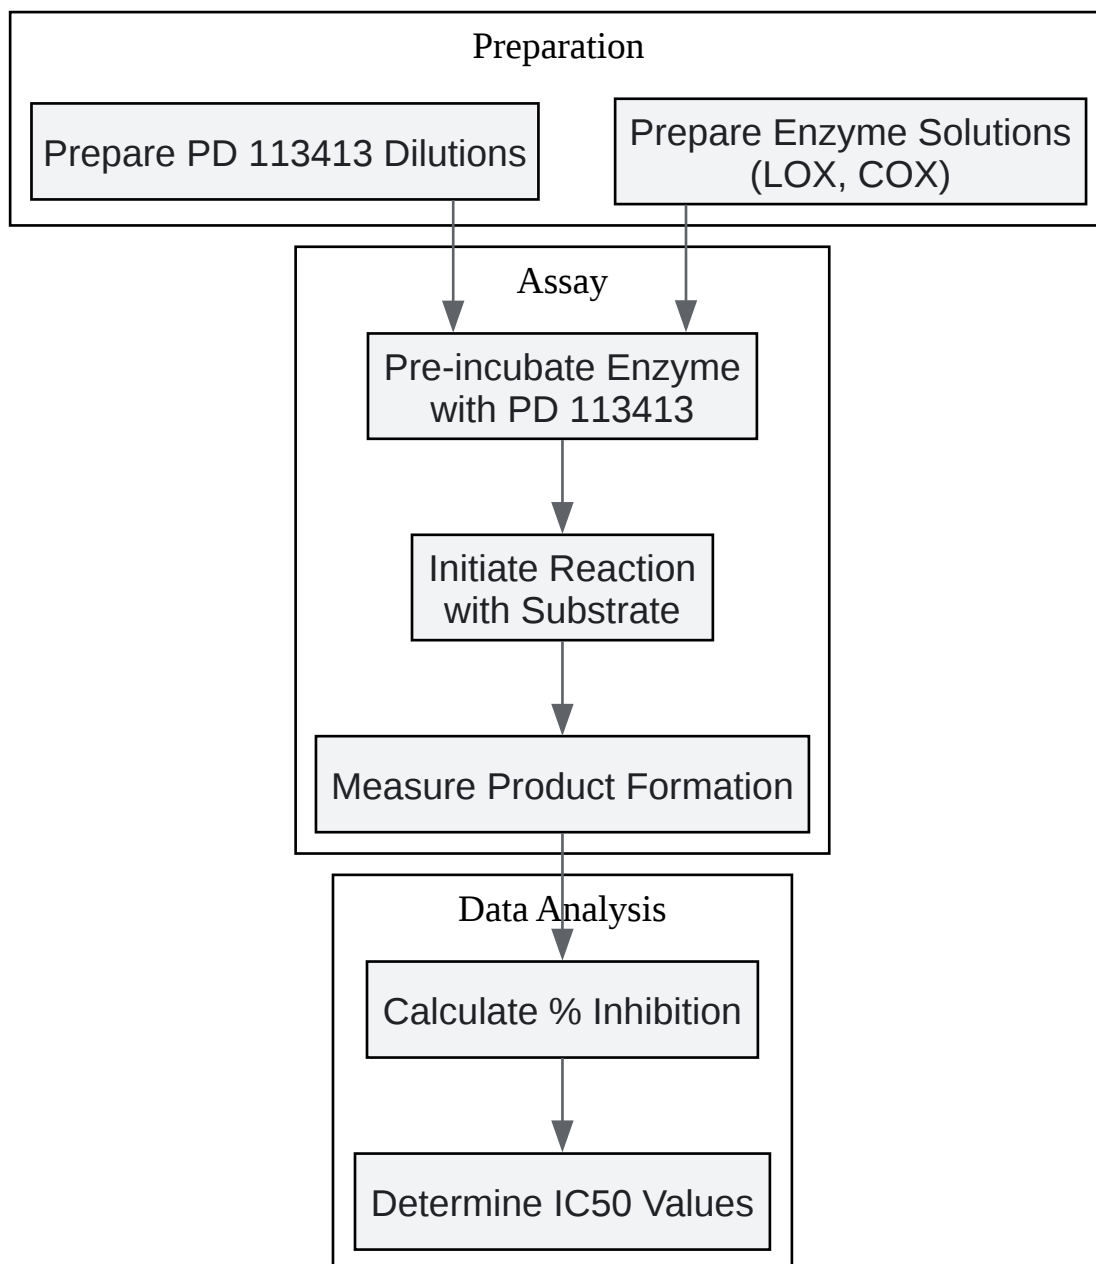 Preparation
Prepare PD 113413 Dilutions
Prepare Enzyme Solutions
(LOX, COX)
Assay
Pre-incubate Enzyme
with PD 113413
Initiate Reaction
with Substrate
Measure Product Formation
Data Analysis
Calculate % Inhibition
Determine IC50 Values